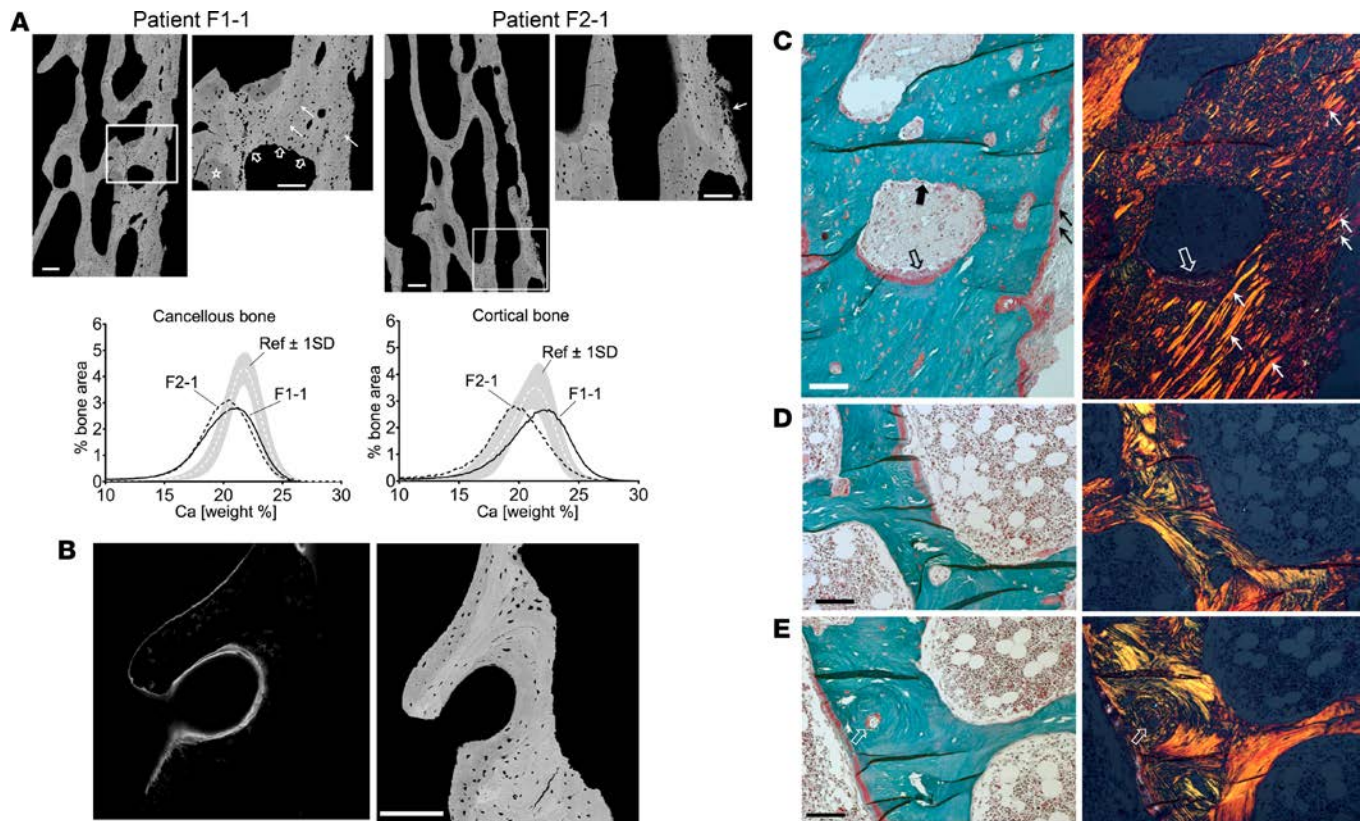 Patient F1-1
Patient F2-1
A
Cancellous bone
% bone area
6
5
4
3
2
1
0
Ref ± 1SD
F2-1
F1-1
10
15
20
25
30
Ca [weight %]
Cortical bone
% bone area
6
5
4
3
2
1
0
Ref ± 1SD
F2-1
F1-1
10
15
20
25
30
Ca [weight %]
B
C
D
E